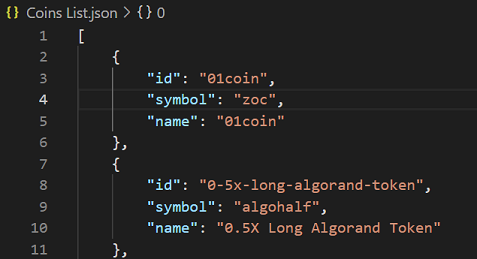 {} Coins List.json > {} 0
1 [
2 {
3 "id": "01coin",
4 "symbol": "zoc",
5 "name": "01coin"
6 },
7 {
8 "id": "0-5x-long-algorand-token",
9 "symbol": "algohalf",
10 "name": "0.5X Long Algorand Token"
11 },